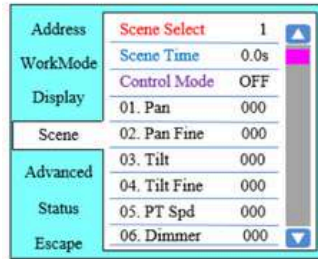 Address
WorkMode
Display
Scene
Advanced
Status
Escape
Scene Select 1
Scene Time 0.0s
Control Mode OFF
01. Pan 000
02. Pan Fine 000
03. Tilt 000
04. Tilt Fine 000
05. PT Spd 000
06. Dimmer 000